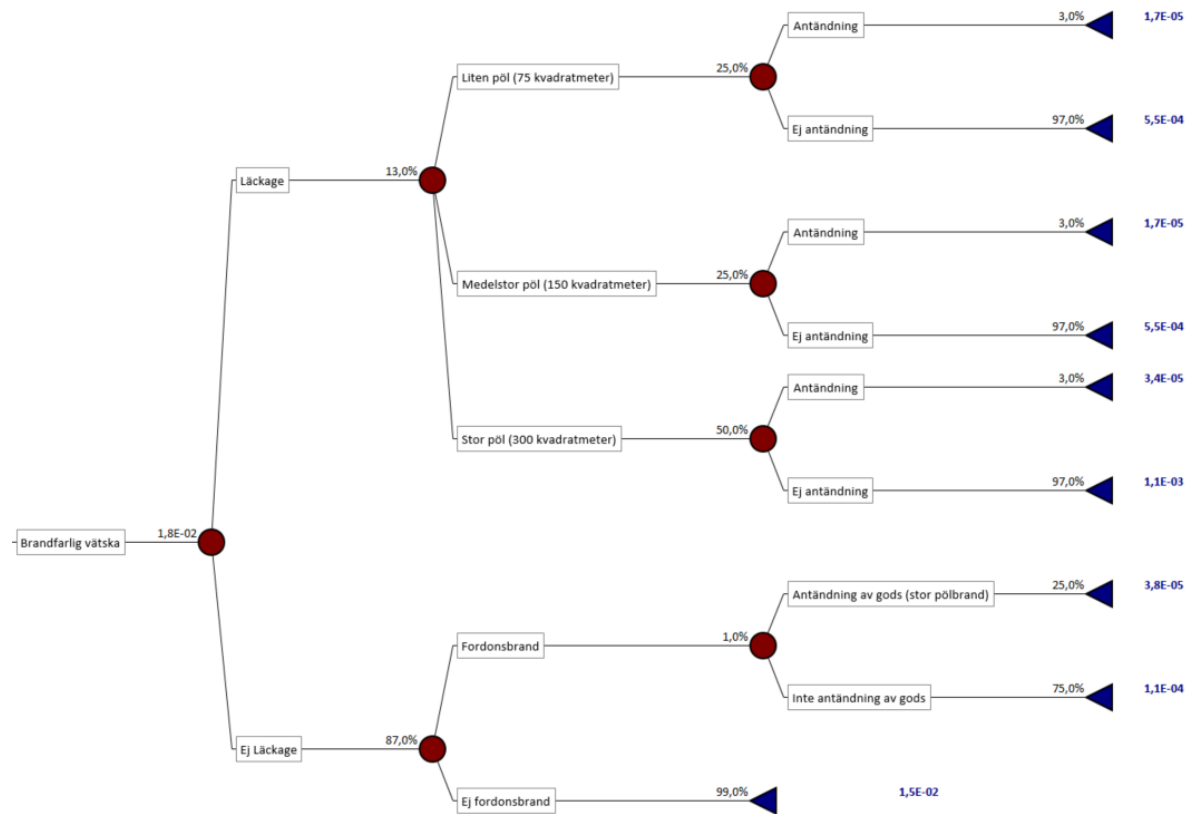 Antändning 3,0% 1,7E-05
Liten pöl (75 kvadratmeter) 25,0%
Ej antändning 97,0% 5,5E-04
Läckage 13,0%
Antändning 3,0% 1,7E-05
Medelstor pöl (150 kvadratmeter) 25,0%
Ej antändning 97,0% 5,5E-04
Antändning 3,0% 3,4E-05
Stor pöl (300 kvadratmeter) 50,0%
Ej antändning 97,0% 1,1E-03
Brandfarlig vätska 1,8E-02
Antändning av gods (stor pölbrand) 25,0% 3,8E-05
Fordonsbrand 1,0%
Inte antändning av gods 75,0% 1,1E-04
Ej Läckage 87,0%
Ej fordonsbrand 99,0% 1,5E-02